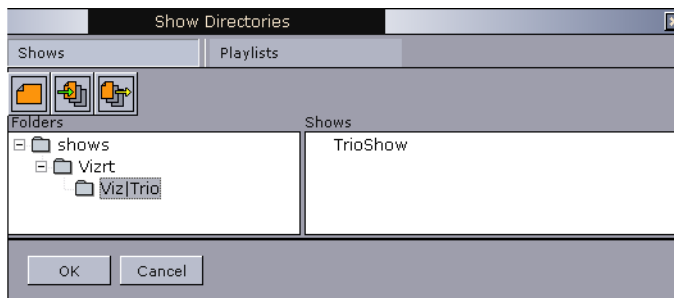 Show Directories
Shows Playlists
Folders Shows
shows TrioShow
Vizrt
Viz|Trio
OK Cancel